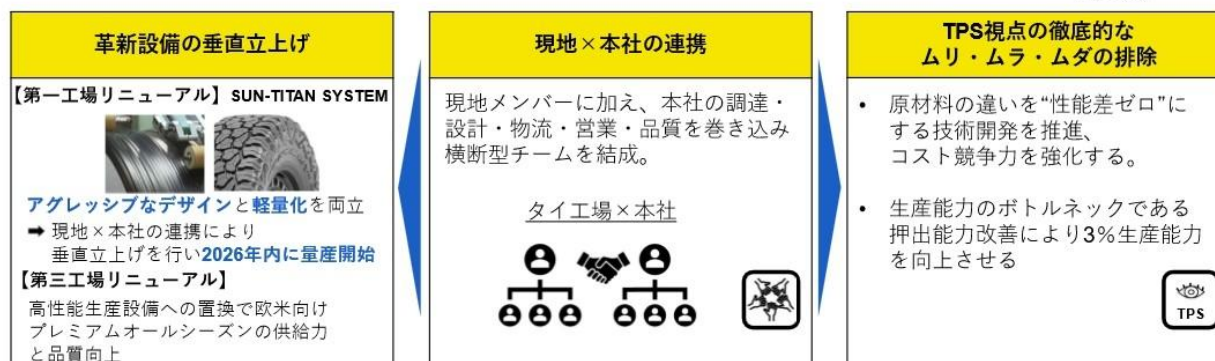 革新設備の垂直立上げ
【第一工場リニューアル】 SUN-TITAN SYSTEM
アグレッシブなデザインと軽量化を両立
➡ 現地×本社の連携により
垂直立上げを行い2026年内に量産開始
【第三工場リニューアル】
高性能生産設備への置換で欧米向け
プレミアムオールシーズンの供給力
と品質向上
現地×本社の連携
現地メンバーに加え、本社の調達・
設計・物流・営業・品質を巻き込み
横断型チームを結成。
タイ工場×本社
TPS視点の徹底的な
ムリ・ムラ・ムダの排除
• 原材料の違いを“性能差ゼロ”に
する技術開発を推進、
コスト競争力を強化する。
• 生産能力のボトルネックである
押出能力改善により3%生産能力
を向上させる
TPS